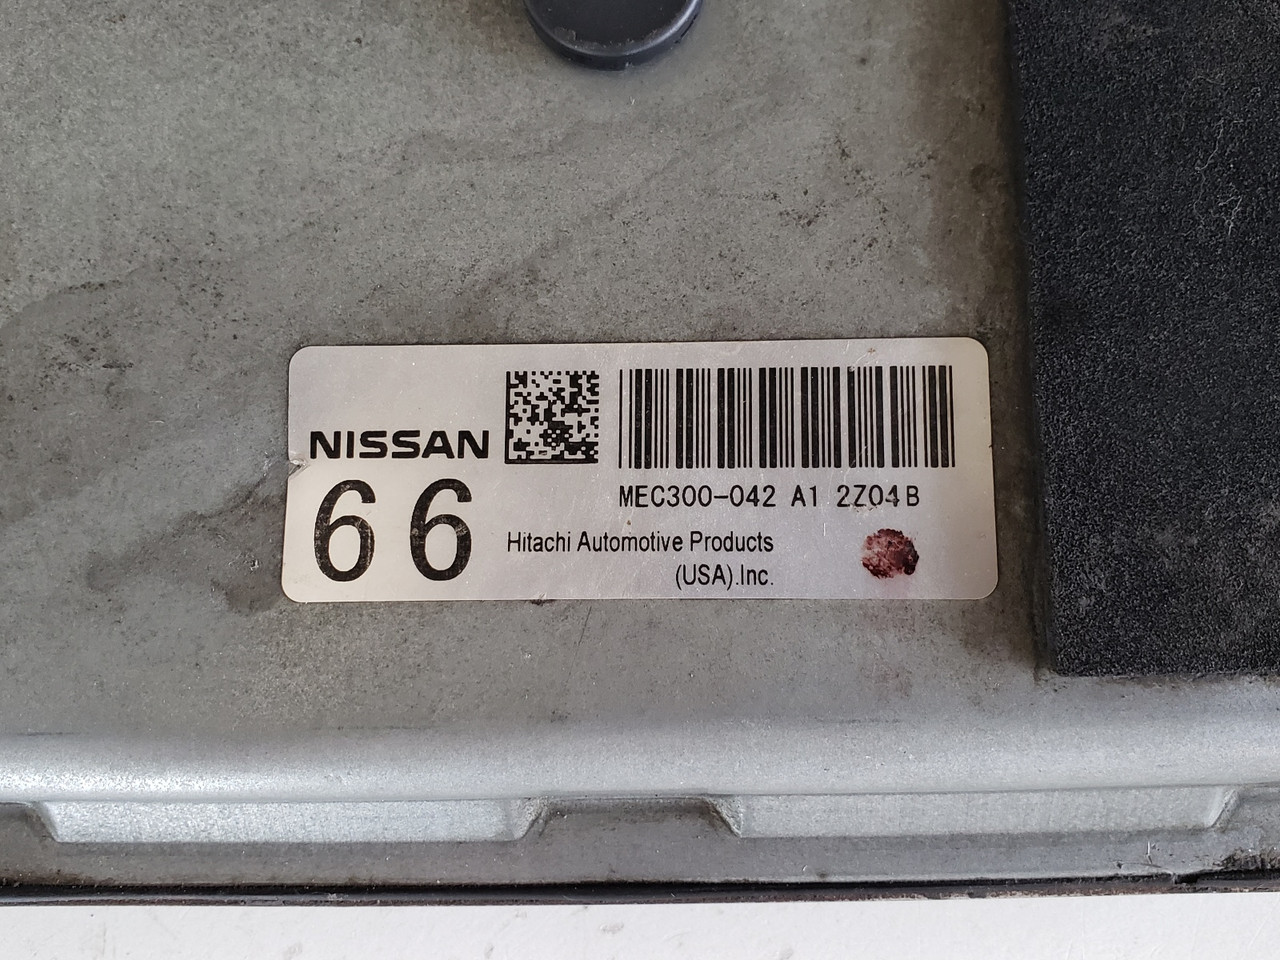 NISSAN
66
MEC300-042 A1 2Z04B
Hitachi Automotive Products
(USA).Inc.